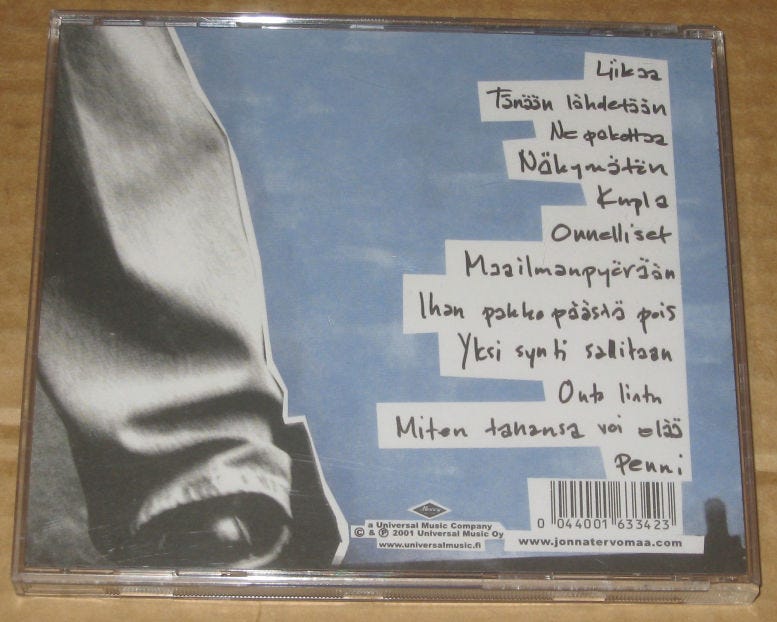 Liikaa
Tänään lähdetään
Ne pakottaa
Näkymätön
Kupla
Onnelliset
Maailmanpyörään
Ihan pakko päästä pois
Yksi synti sallitaan
Outo lintu
Miten tahansa voi elää
Penni
0 044001 633423
Mercury
a Universal Music Company
© & ℗ 2001 Universal Music Oy
www.universalmusic.fi
www.jonnatervomaa.com